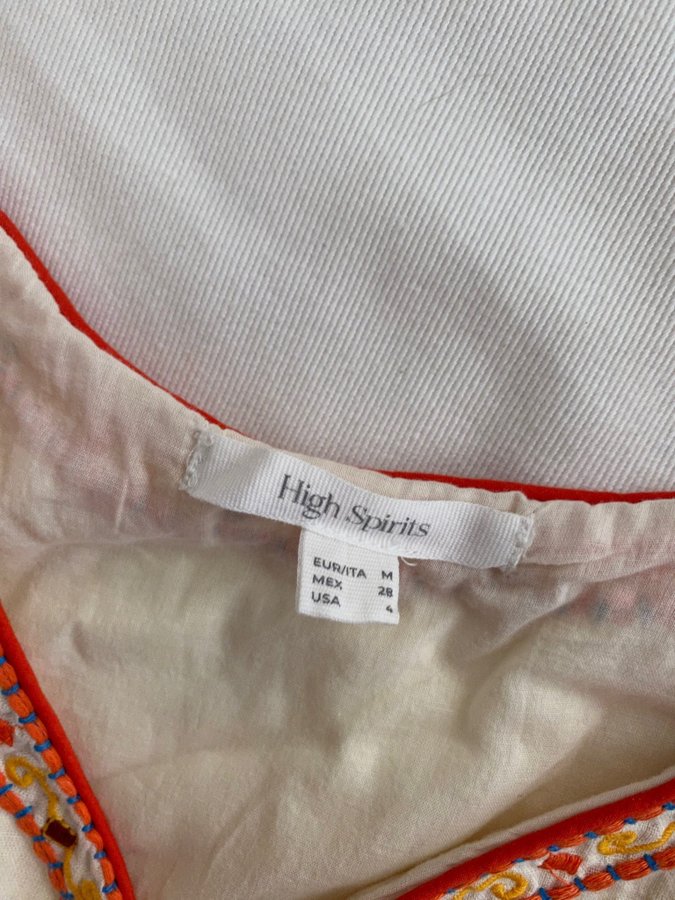 High Spirits
EUR/ITA M
MEX 28
USA 4